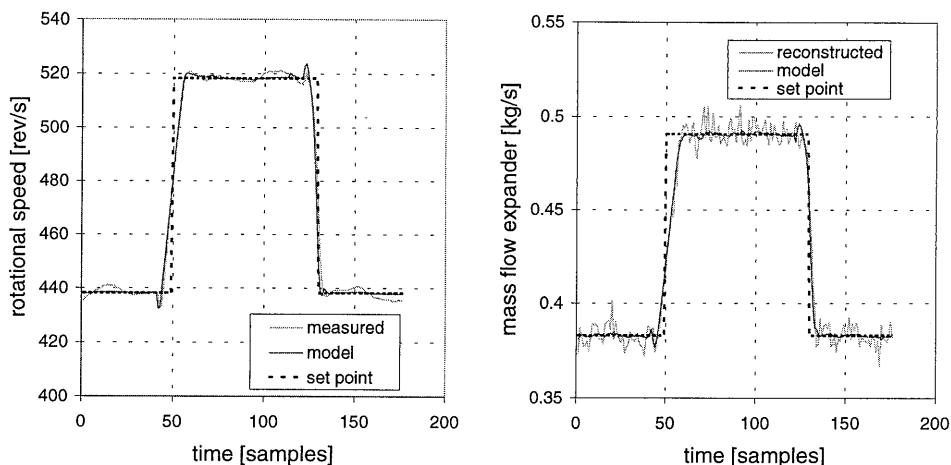 540
520
500
480
460
440
420
400
rotational speed [rev/s]
measured
model
set point
0 50 100 150 200
time [samples]
0.55
0.5
0.45
0.4
0.35
mass flow expander [kg/s]
reconstructed
model
set point
0 50 100 150 200
time [samples]